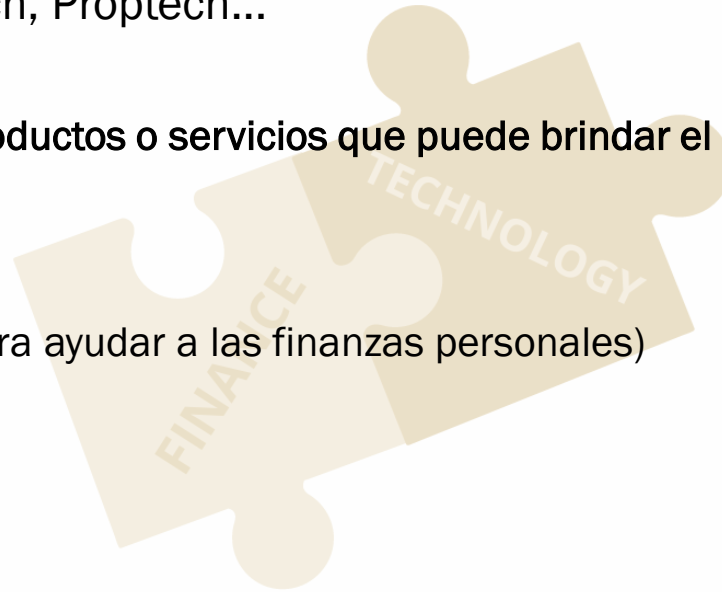 Proptech...
oductos o servicios que puede brindar el
TECHNOLOGY
FINANCE
ra ayudar a las finanzas personales)